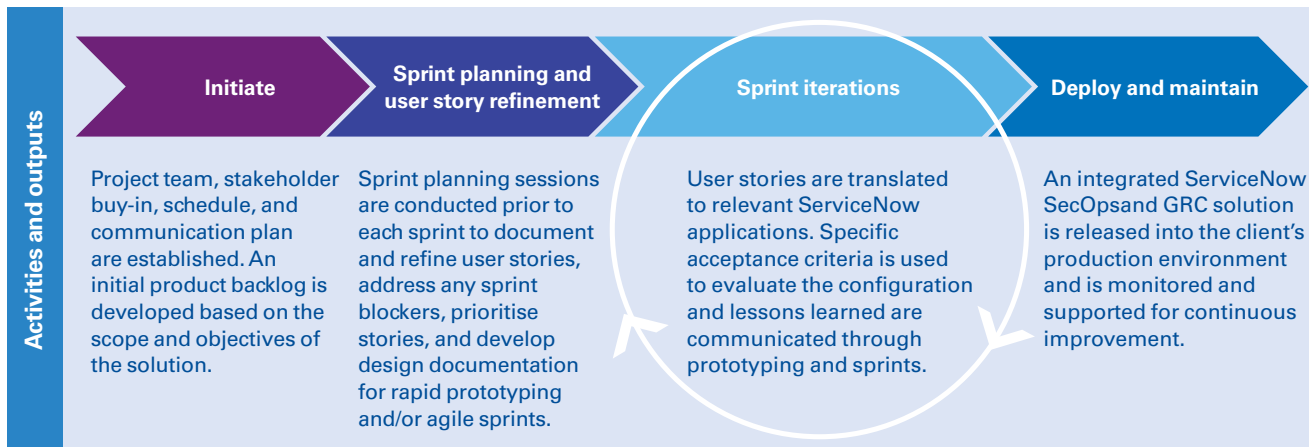 Activities and outputs
Initiate
Sprint planning and
user story refinement
Sprint iterations
Deploy and maintain
Project team, stakeholder
buy-in, schedule, and
communication plan
are established. An
initial product backlog is
developed based on the
scope and objectives of
the solution.
Sprint planning sessions
are conducted prior to
each sprint to document
and refine user stories,
address any sprint
blockers, prioritise
stories, and develop
design documentation
for rapid prototyping
and/or agile sprints.
User stories are translated
to relevant ServiceNow
applications. Specific
acceptance criteria is used
to evaluate the configuration
and lessons learned are
communicated through
prototyping and sprints.
An integrated ServiceNow
SecOpsand GRC solution
is released into the client's
production environment
and is monitored and
supported for continuous
improvement.